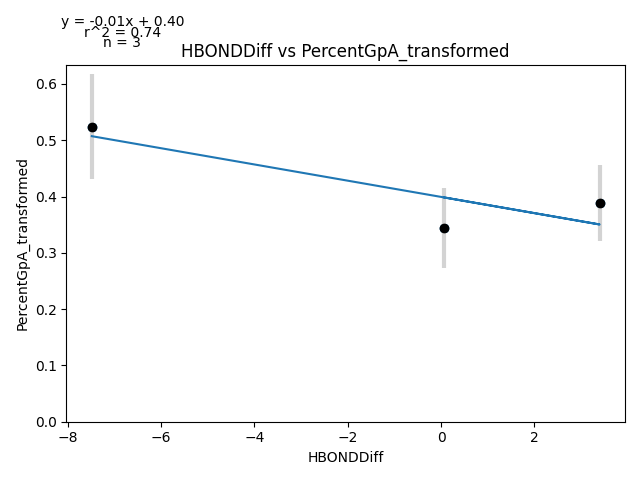 y = -0.01x + 0.40
r^2 = 0.74
n = 3
HBONDDiff vs PercentGpA_transformed
PercentGpA_transformed
0.6
0.5
0.4
0.3
0.2
0.1
0.0
−8 −6 −4 −2 0 2
HBONDDiff